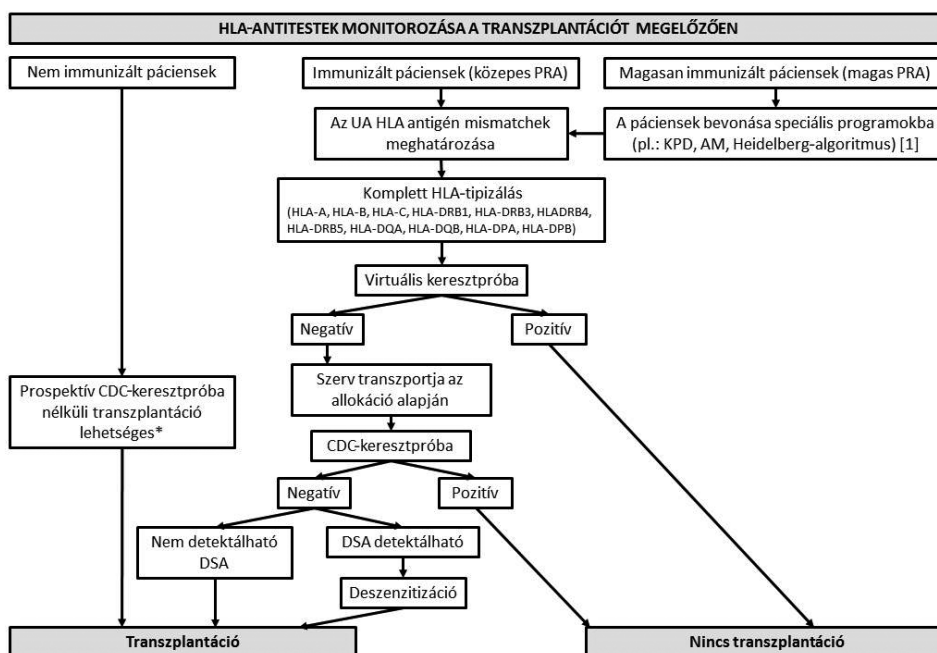 HLA-ANTITESTEK MONITOROZÁSA A TRANSZPLANTÁCIÓT MEGELŐZŐEN
Nem immunizált páciensek
Immunizált páciensek (közepes PRA)
Magasan immunizált páciensek (magas PRA)
Az UA HLA antigén mismatchek
meghatározása
A páciensek bevonása speciális programokba
(pl.: KPD, AM, Heidelberg-algoritmus) [1]
Komplett HLA-tipizálás
(HLA-A, HLA-B, HLA-C, HLA-DRB1, HLA-DRB3, HLADRB4,
HLA-DRB5, HLA-DQA, HLA-DQB, HLA-DPA, HLA-DPB)
Virtuális keresztpróba
Negatív
Pozitív
Prospektív CDC-keresztpróba
nélküli transzplantáció
lehetséges*
Szerv transzportja az
allokáció alapján
CDC-keresztpróba
Negatív
Pozitív
Nem detektálható
DSA
DSA detektálható
Deszenzitizáció
Transzplantáció
Nincs transzplantáció